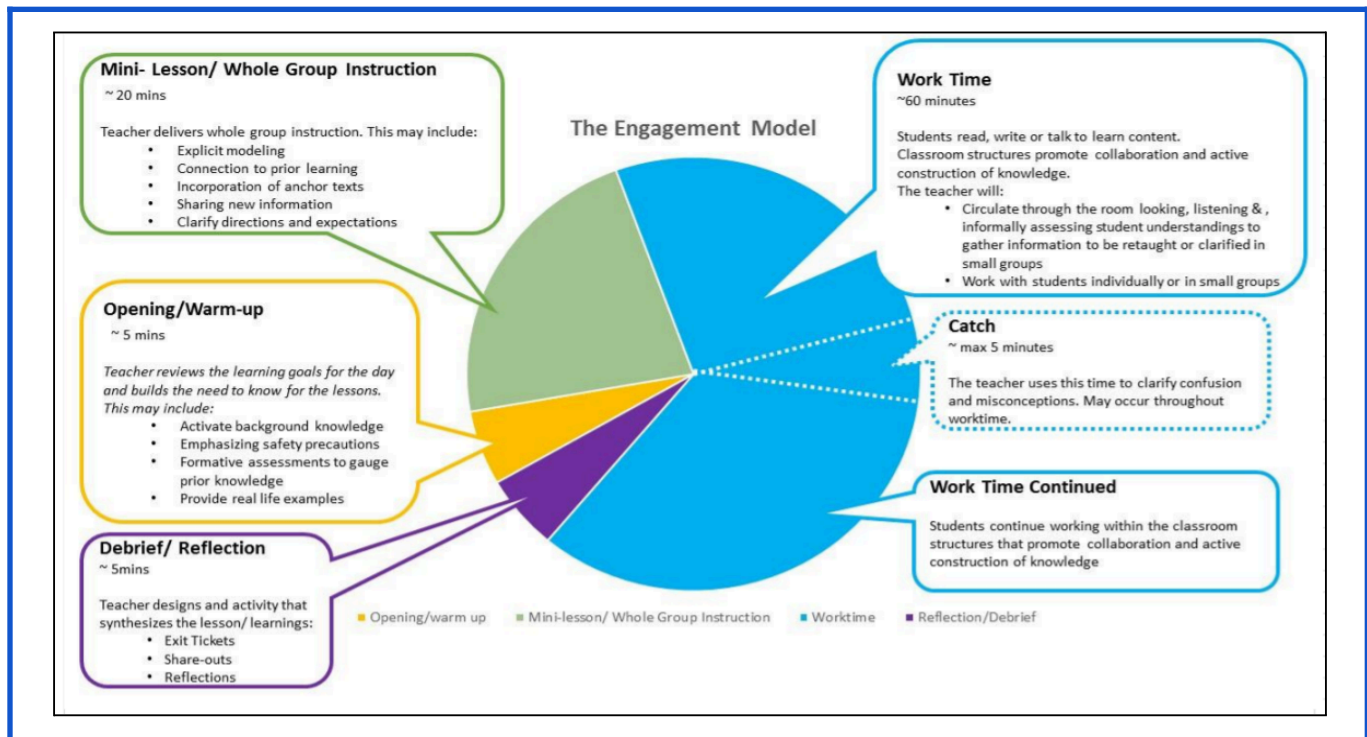 The Engagement Model
Mini- Lesson/ Whole Group Instruction
~ 20 mins
Teacher delivers whole group instruction. This may include:
• Explicit modeling
• Connection to prior learning
• Incorporation of anchor texts
• Sharing new information
• Clarify directions and expectations
Opening/Warm-up
~ 5 mins
Teacher reviews the learning goals for the day
and builds the need to know for the lessons.
This may include:
• Activate background knowledge
• Emphasizing safety precautions
• Formative assessments to gauge
prior knowledge
• Provide real life examples
Debrief/ Reflection
~ 5mins
Teacher designs and activity that
synthesizes the lesson/ learnings:
• Exit Tickets
• Share-outs
• Reflections
Work Time
~60 minutes
Students read, write or talk to learn content.
Classroom structures promote collaboration and active
construction of knowledge.
The teacher will:
• Circulate through the room looking, listening & ,
informally assessing student understandings to
gather information to be retaught or clarified in
small groups
• Work with students individually or in small groups
Catch
~ max 5 minutes
The teacher uses this time to clarify confusion
and misconceptions. May occur throughout
worktime.
Work Time Continued
Students continue working within the classroom
structures that promote collaboration and active
construction of knowledge
Opening/warm up
Mini-lesson/ Whole Group Instruction
Worktime
Reflection/Debrief